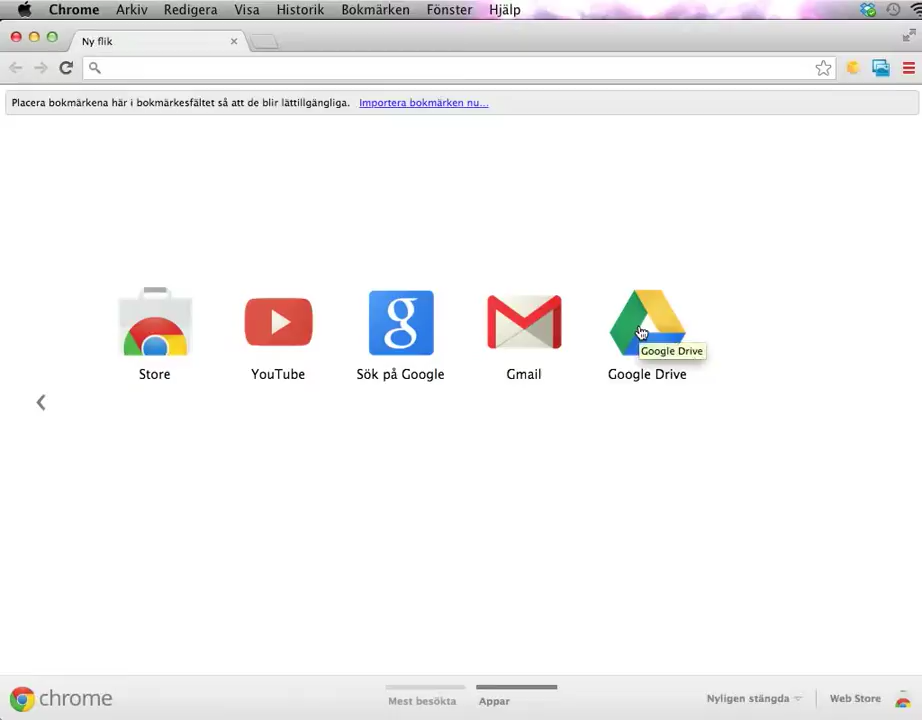 Chrome Arkiv Redigera Visa Historik Bokmärken Fönster Hjälp
Ny flik
Placera bokmärkena här i bokmärkesfältet så att de blir lättillgängliga. Importera bokmärken nu...
g
Google Drive
Store YouTube Sök på Google Gmail Google Drive
chrome Mest besökta Appar Nyligen stängda Web Store